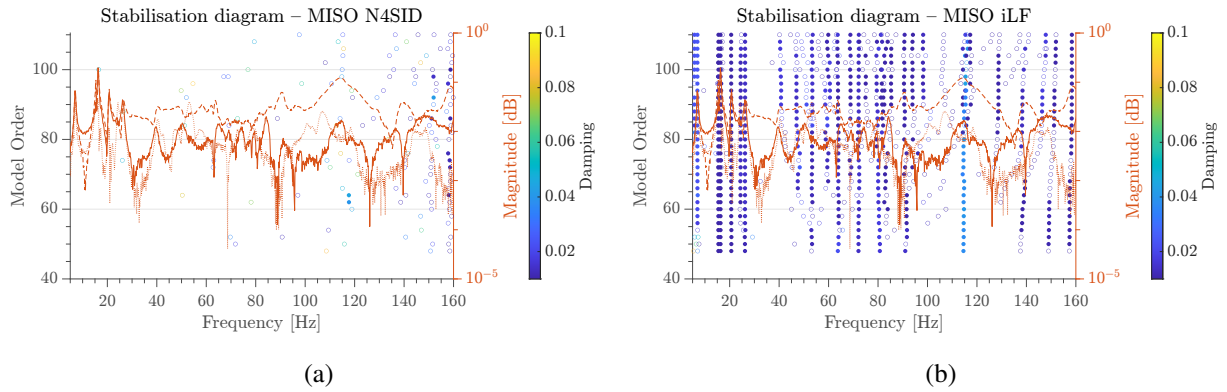 Stabilisation diagram – MISO N4SID
100
80
60
40
20 40 60 80 100 120 140 160
Frequency [Hz]
Model Order
10^0
10^-5
Magnitude [dB]
0.1
0.08
0.06
0.04
0.02
Damping
(a)
Stabilisation diagram – MISO iLF
100
80
60
40
20 40 60 80 100 120 140 160
Frequency [Hz]
Model Order
10^0
10^-5
Magnitude [dB]
0.1
0.08
0.06
0.04
0.02
Damping
(b)